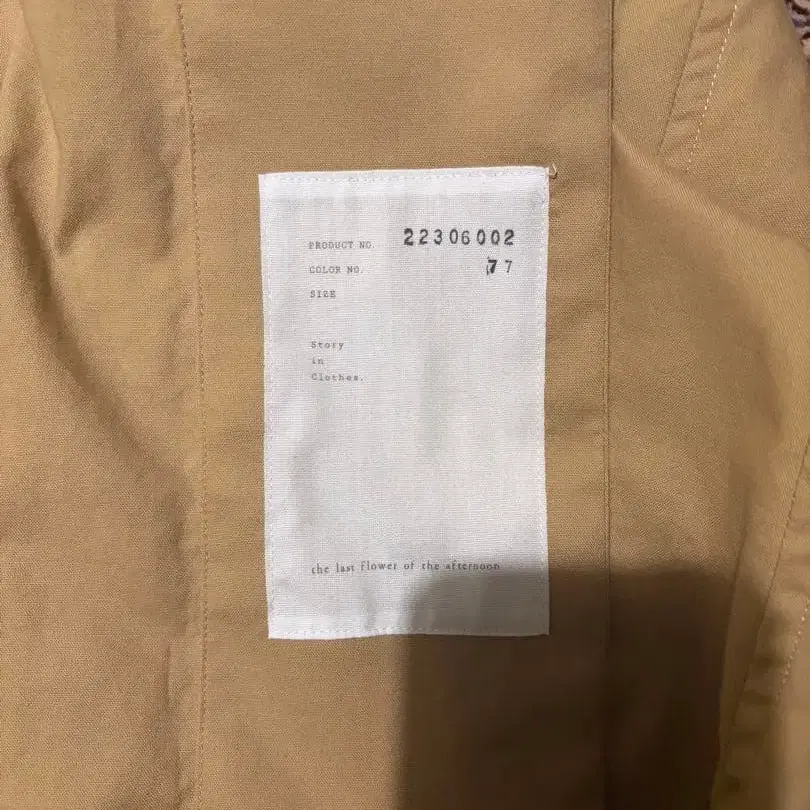 PRODUCT NO. 22306002
COLOR NO. 77
SIZE
Story
in
Clothes.
the last flower of the afternoon